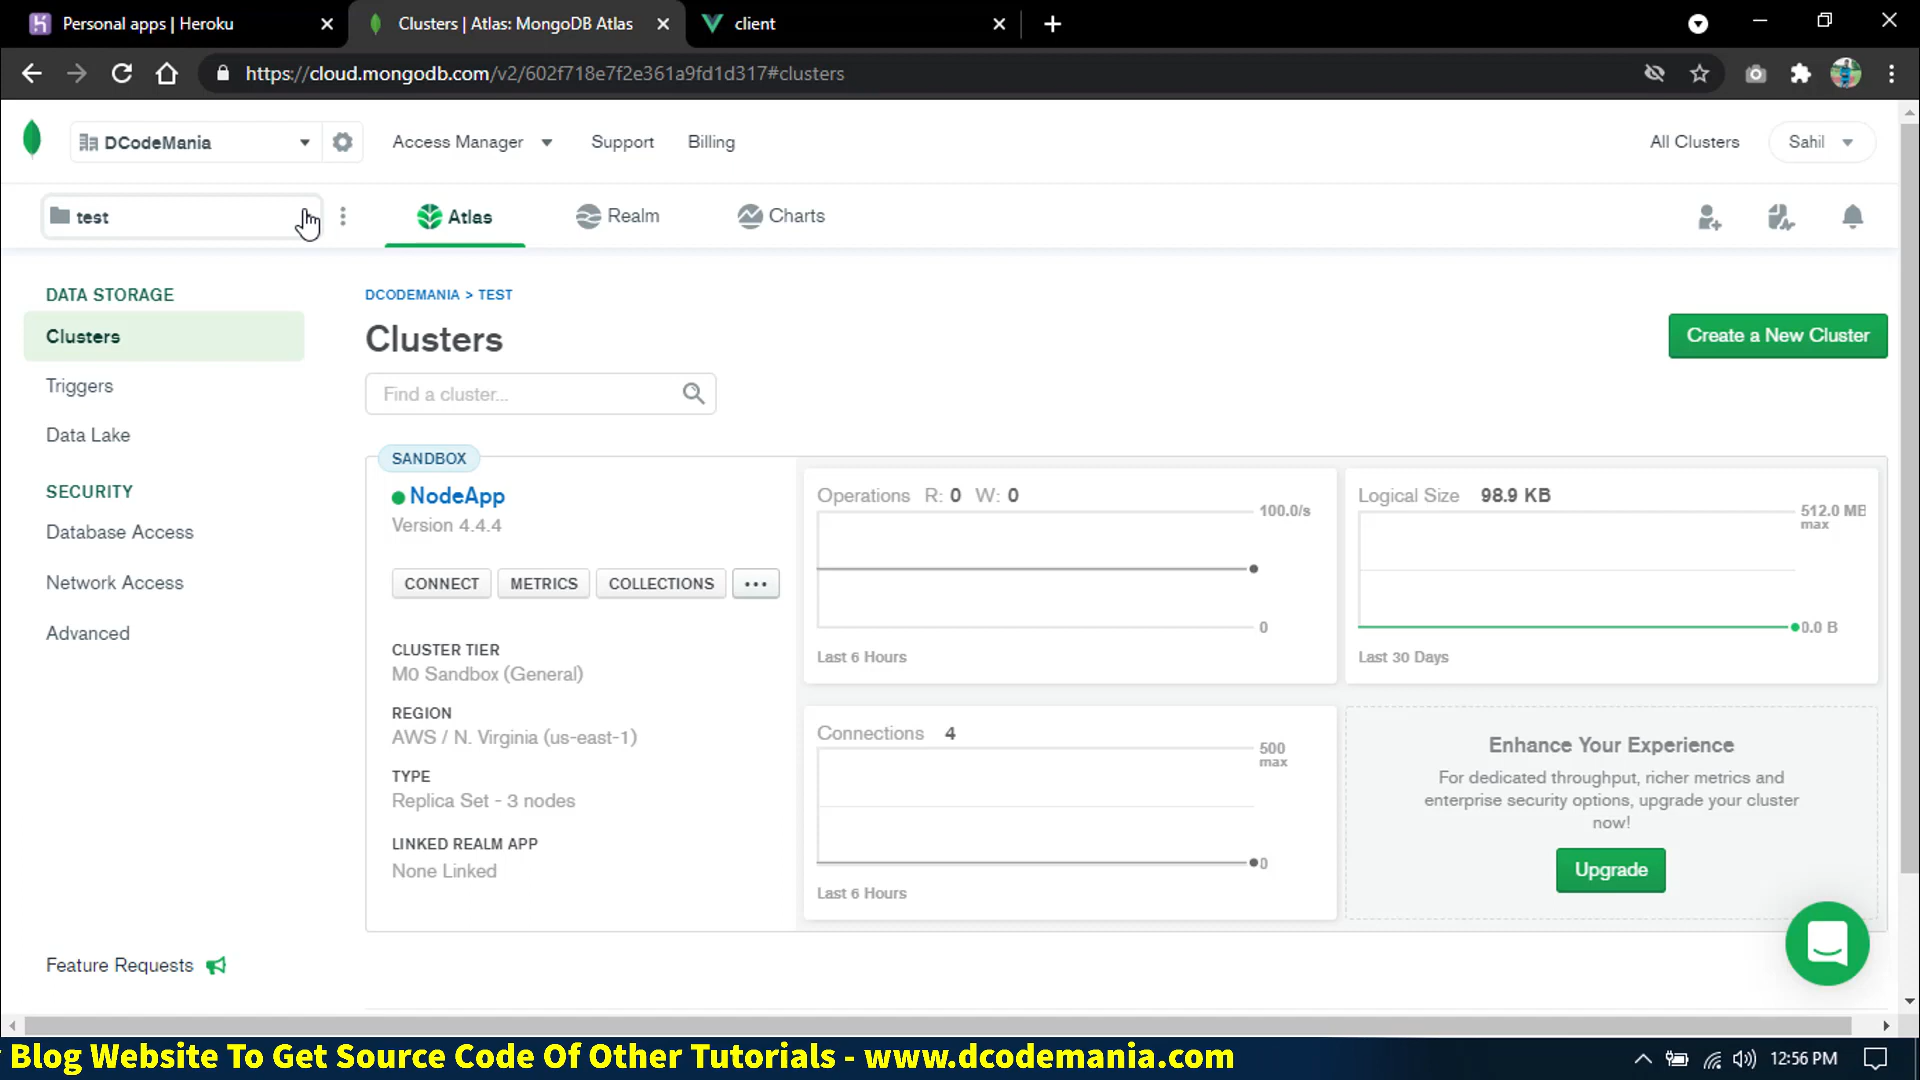 Personal apps | Heroku
Clusters | Atlas: MongoDB Atlas
client
https://cloud.mongodb.com/v2/602f718e7f2e361a9fd1d317#clusters
DCodeMania
Access Manager
Support
Billing
All Clusters
Sahil
test
Atlas
Realm
Charts
DATA STORAGE
Clusters
Triggers
Data Lake
SECURITY
Database Access
Network Access
Advanced
Feature Requests
DCODEMANIA > TEST
Clusters
Create a New Cluster
Find a cluster...
SANDBOX
NodeApp
Version 4.4.4
CONNECT
METRICS
COLLECTIONS
CLUSTER TIER
M0 Sandbox (General)
REGION
AWS / N. Virginia (us-east-1)
TYPE
Replica Set - 3 nodes
LINKED REALM APP
None Linked
Operations R: 0 W: 0
100.0/s
0
Last 6 Hours
Logical Size 98.9 KB
512.0 MB
max
0.0 B
Last 30 Days
Connections 4
500
max
0
Last 6 Hours
Enhance Your Experience
For dedicated throughput, richer metrics and
enterprise security options, upgrade your cluster
now!
Upgrade
Blog Website To Get Source Code Of Other Tutorials - www.dcodemania.com
12:56 PM